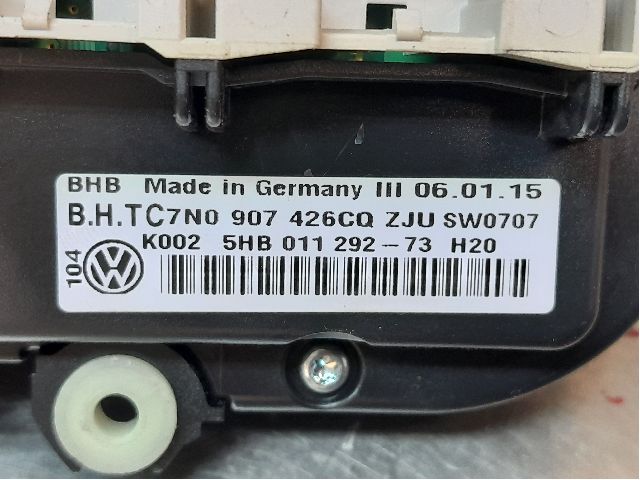 BHB Made in Germany III 06.01.15
B.H.TC7N0 907 426CQ ZJU SW0707
K002 5HB 011 292-73 H20
104